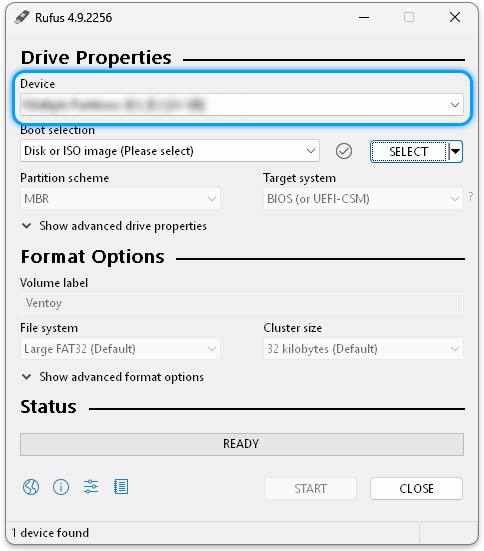 Rufus 4.9.2256
Drive Properties
Device
Boot selection
Disk or ISO image (Please select)
SELECT
Partition scheme
Target system
MBR
BIOS (or UEFI-CSM)
?
Show advanced drive properties
Format Options
Volume label
Ventoy
File system
Cluster size
Large FAT32 (Default)
32 kilobytes (Default)
Show advanced format options
Status
READY
START
CLOSE
1 device found